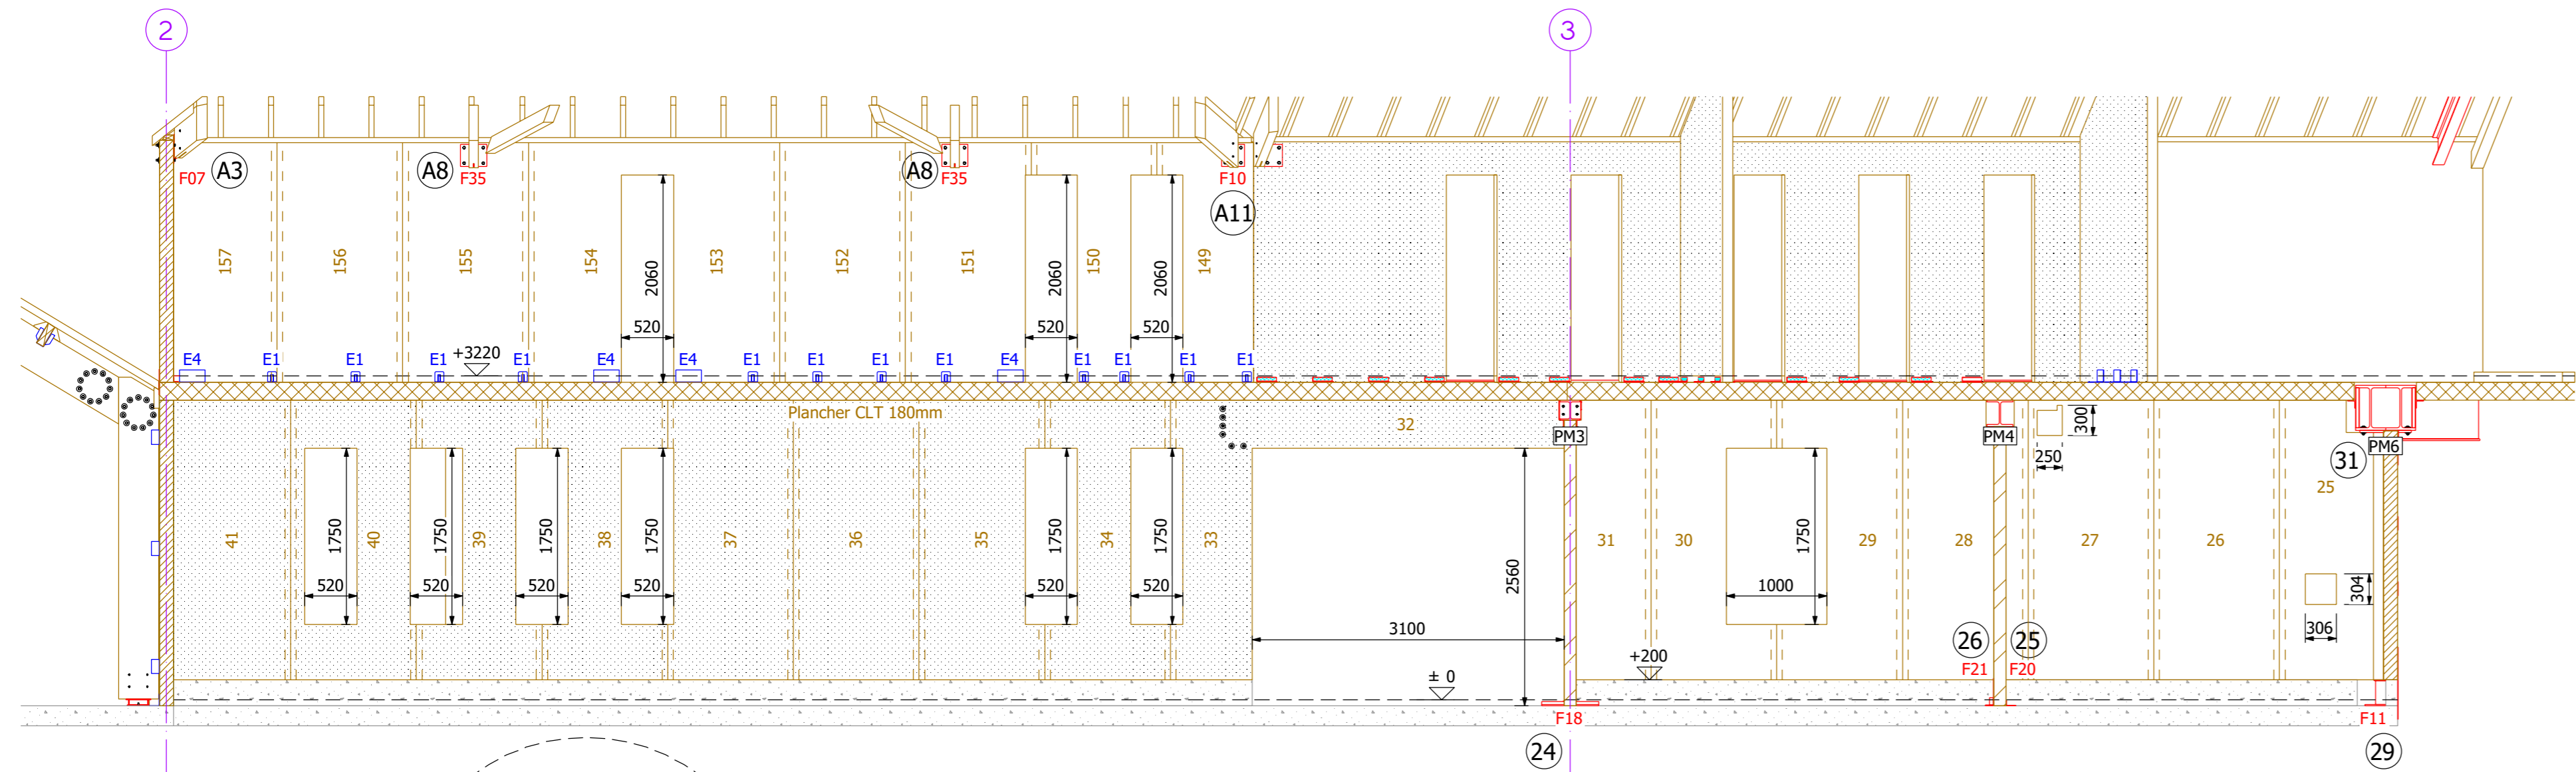 2
3
F07
A3
A8
F35
A8
F35
F10
A11
157
156
155
154
153
152
151
150
149
2060
2060
2060
520
520
520
+3220
E4
E1
E1
E1
E1
E4
E4
E1
E1
E1
E1
E4
E1
E1
E1
E1
Plancher CLT 180mm
32
PM3
PM4
PM6
300
250
31
25
41
40
39
38
37
36
35
34
33
1750
1750
1750
1750
1750
1750
520
520
520
520
520
520
2560
3100
31
30
1750
1000
29
28
27
26
304
306
26
25
F21
F20
+200
± 0
F18
F11
24
29